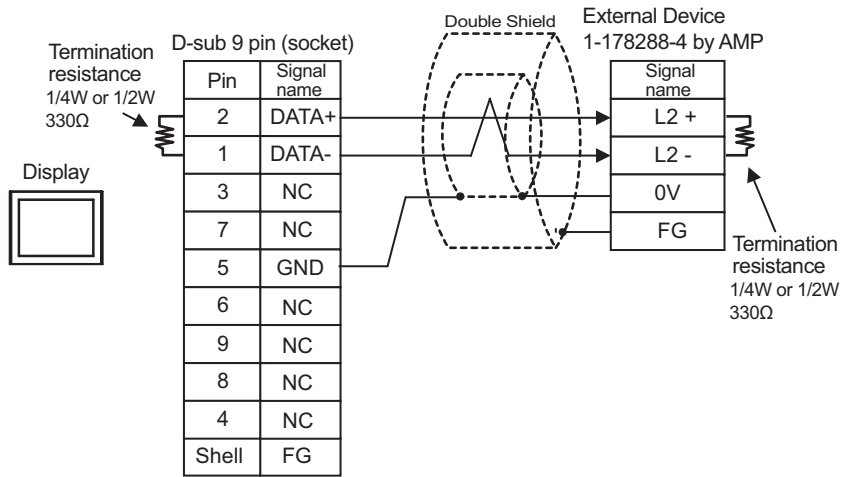 Double Shield
External Device
1-178288-4 by AMP
D-sub 9 pin (socket)
Termination
resistance
1/4W or 1/2W
330Ω
Display
Pin Signal name
2 DATA+
1 DATA-
3 NC
7 NC
5 GND
6 NC
9 NC
8 NC
4 NC
Shell FG
Signal
name
L2 +
L2 -
0V
FG
Termination
resistance
1/4W or 1/2W
330Ω